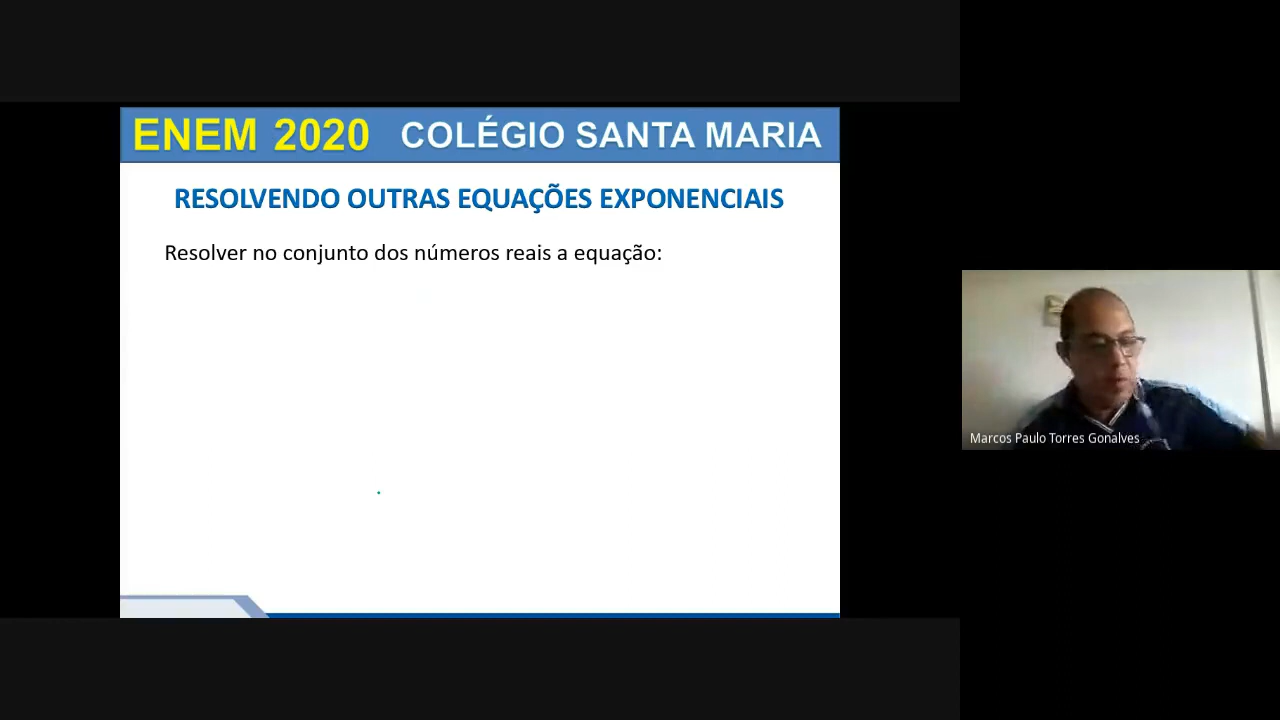 ENEM 2020 COLÉGIO SANTA MARIA
RESOLVENDO OUTRAS EQUAÇÕES EXPONENCIAIS
Resolver no conjunto dos números reais a equação:
Marcos Paulo Torres Gonalves